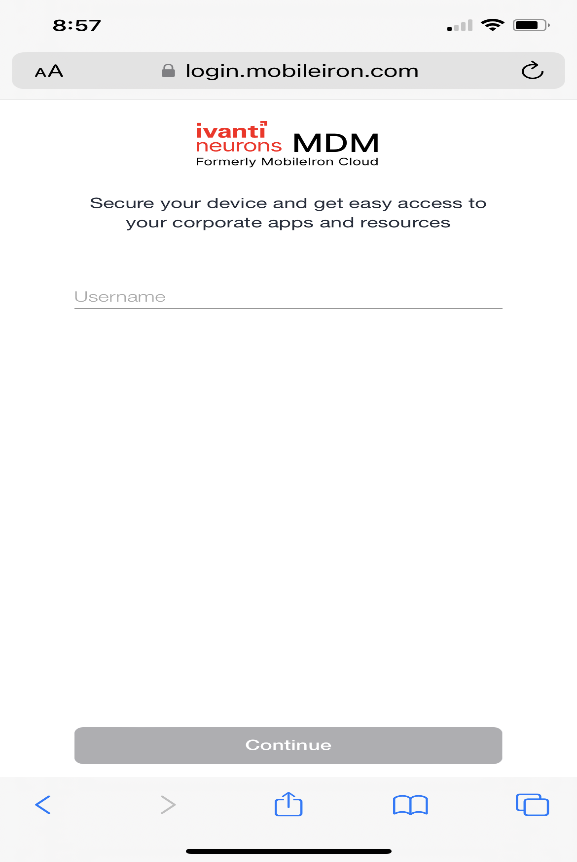 8:57
AA login.mobileiron.com
ivanti
neurons MDM
Formerly MobileIron Cloud
Secure your device and get easy access to
your corporate apps and resources
Username
Continue